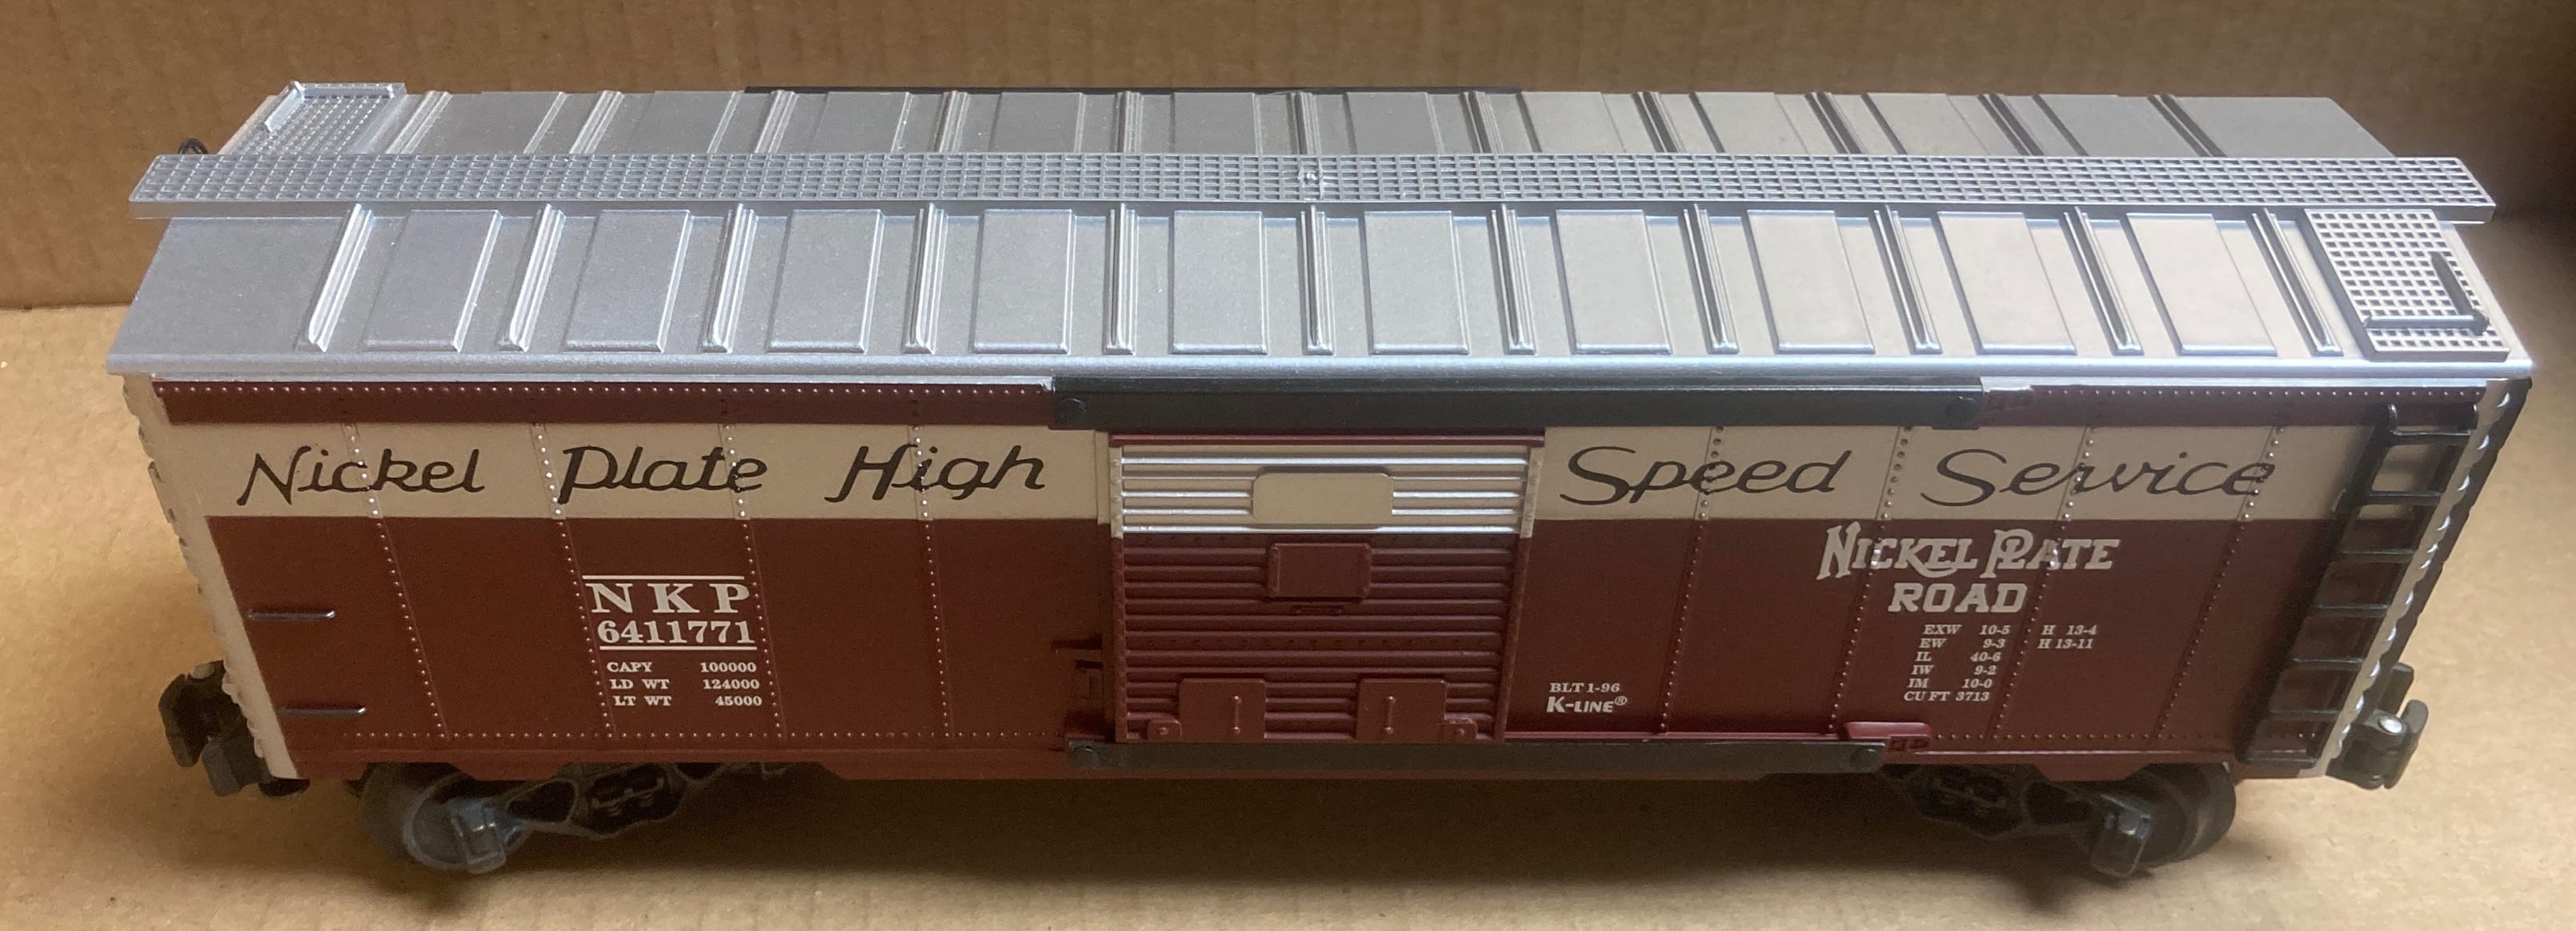 Nickel Plate High Speed Service
NKP
6411771
CAPY 100000
LD WT 124000
LT WT 45000
BLT 1-96
K-LINE®
NICKEL PLATE
ROAD
EXW 10-5 H 13-4
EW 9-3 H 13-11
IL 40-6
IW 9-2
IM 10-0
CU FT 3713